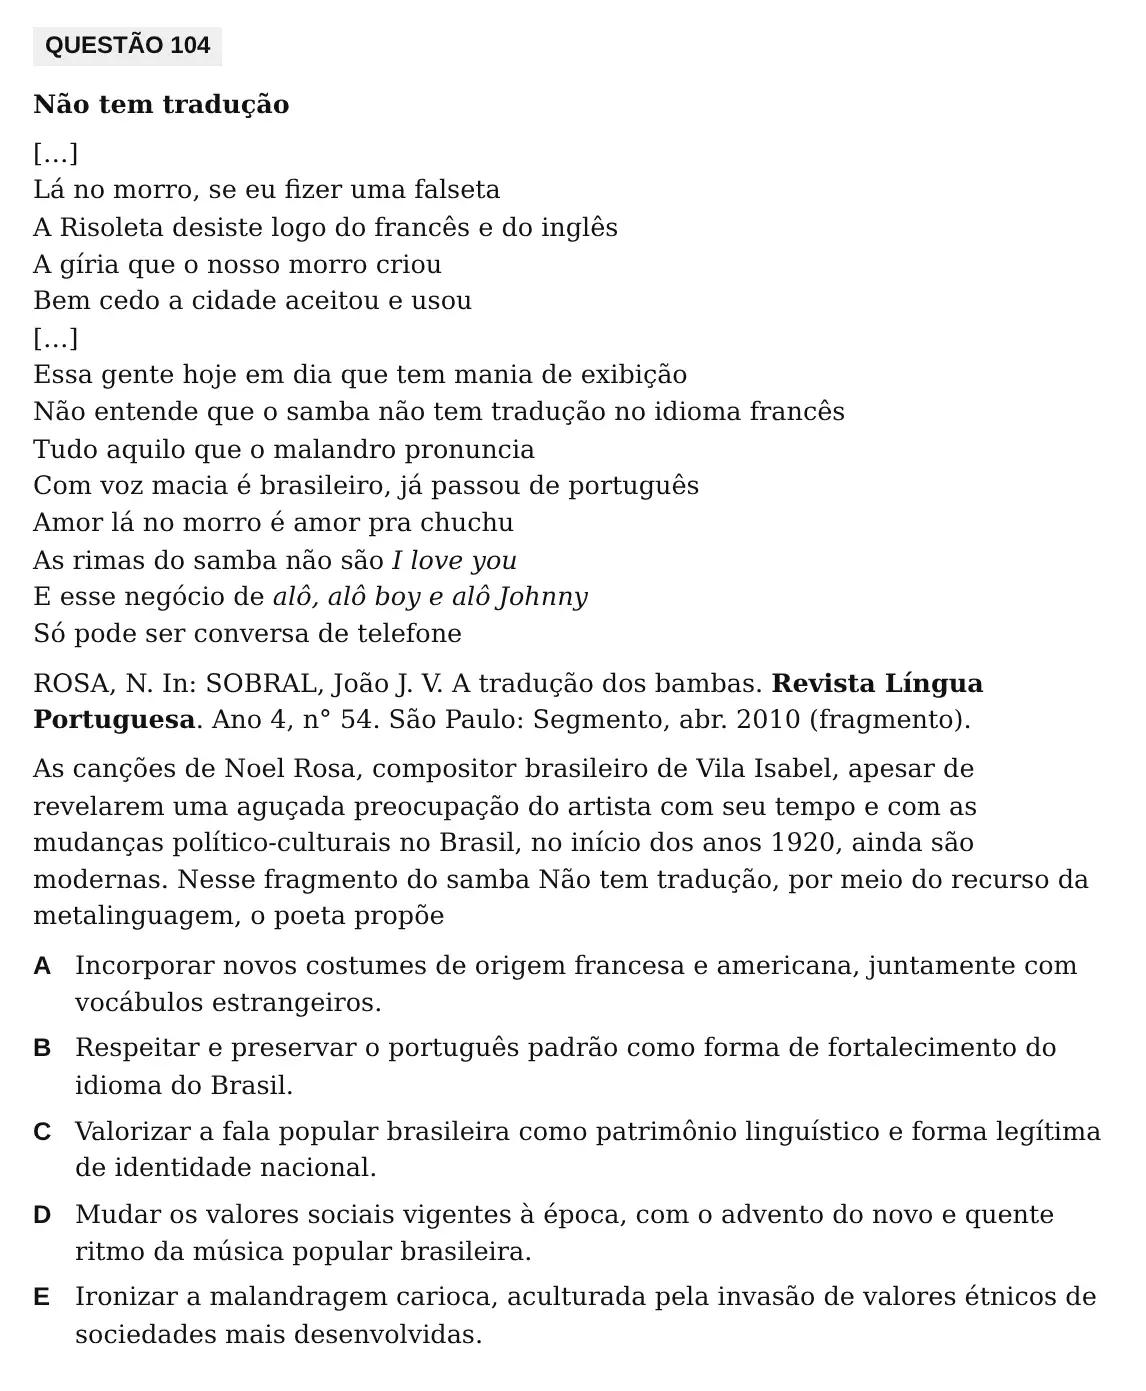 QUESTÃO 104
Não tem tradução
[...]
Lá no morro, se eu fizer uma falseta
A Risoleta desiste logo do francês e do inglês
A gíria que o nosso morro criou
Bem cedo a cidade aceitou e usou
[...]
Essa gente hoje em dia que tem mania de exibição
Não entende que o samba não tem tradução no idioma francês
Tudo aquilo que o malandro pronuncia
Com voz macia é brasileiro, já passou de português
Amor lá no morro é amor pra chuchu
As rimas do samba não são I love you
E esse negócio de alô, alô boy e alô Johnny
Só pode ser conversa de telefone
ROSA, N. In: SOBRAL, João J. V. A tradução dos bambas. Revista Língua
Portuguesa. Ano 4, n° 54. São Paulo: Segmento, abr. 2010 (fragmento).
As canções de Noel Rosa, compositor brasileiro de Vila Isabel, apesar de
revelarem uma aguçada preocupação do artista com seu tempo e com as
mudanças político-culturais no Brasil, no início dos anos 1920, ainda são
modernas. Nesse fragmento do samba Não tem tradução, por meio do recurso da
metalinguagem, o poeta propõe
A Incorporar novos costumes de origem francesa e americana, juntamente com
vocábulos estrangeiros.
B Respeitar e preservar o português padrão como forma de fortalecimento do
idioma do Brasil.
C Valorizar a fala popular brasileira como patrimônio linguístico e forma legítima
de identidade nacional.
D Mudar os valores sociais vigentes à época, com o advento do novo e quente
ritmo da música popular brasileira.
E Ironizar a malandragem carioca, aculturada pela invasão de valores étnicos de
sociedades mais desenvolvidas.